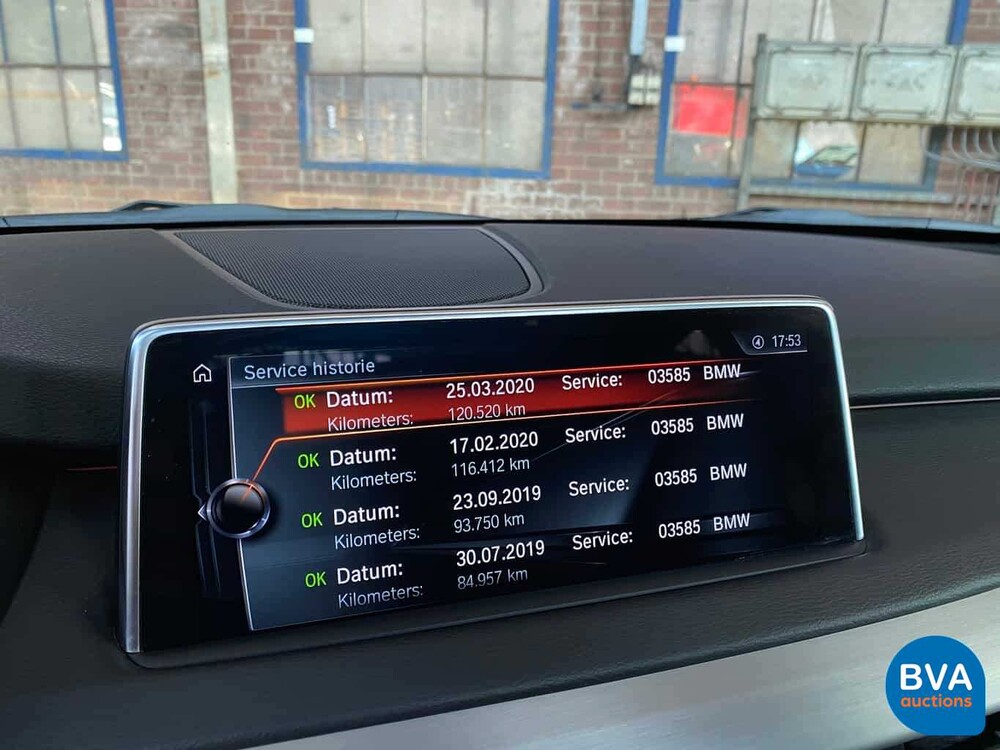 17:53
Service historie
OK Datum: 25.03.2020 Service: 03585 BMW
Kilometers: 120.520 km
OK Datum: 17.02.2020 Service: 03585 BMW
Kilometers: 116.412 km
OK Datum: 23.09.2019 Service: 03585 BMW
Kilometers: 93.750 km
OK Datum: 30.07.2019 Service: 03585 BMW
Kilometers: 84.957 km
BVA
auctions